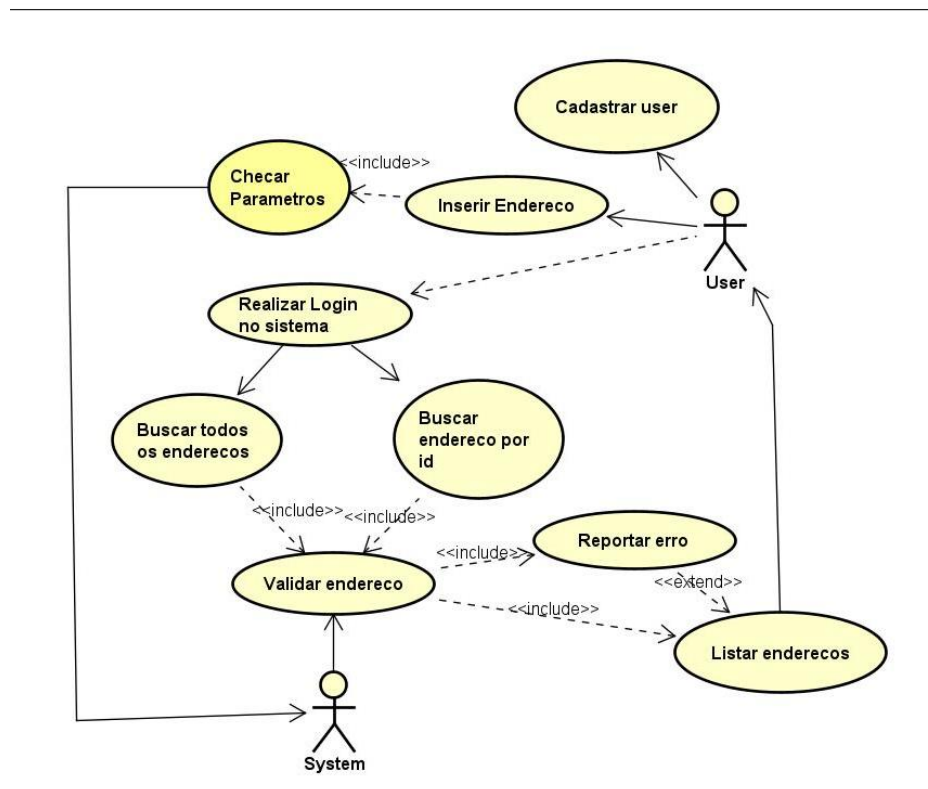 Cadastrar user
<<include>>
Checar
Parametros
Inserir Endereco
User
Realizar Login
no sistema
Buscar todos
os enderecos
Buscar
endereco por
id
<<include>>
<<include>>
Reportar erro
<<include>>
Validar endereco
<<extend>>
<<include>>
Listar enderecos
System